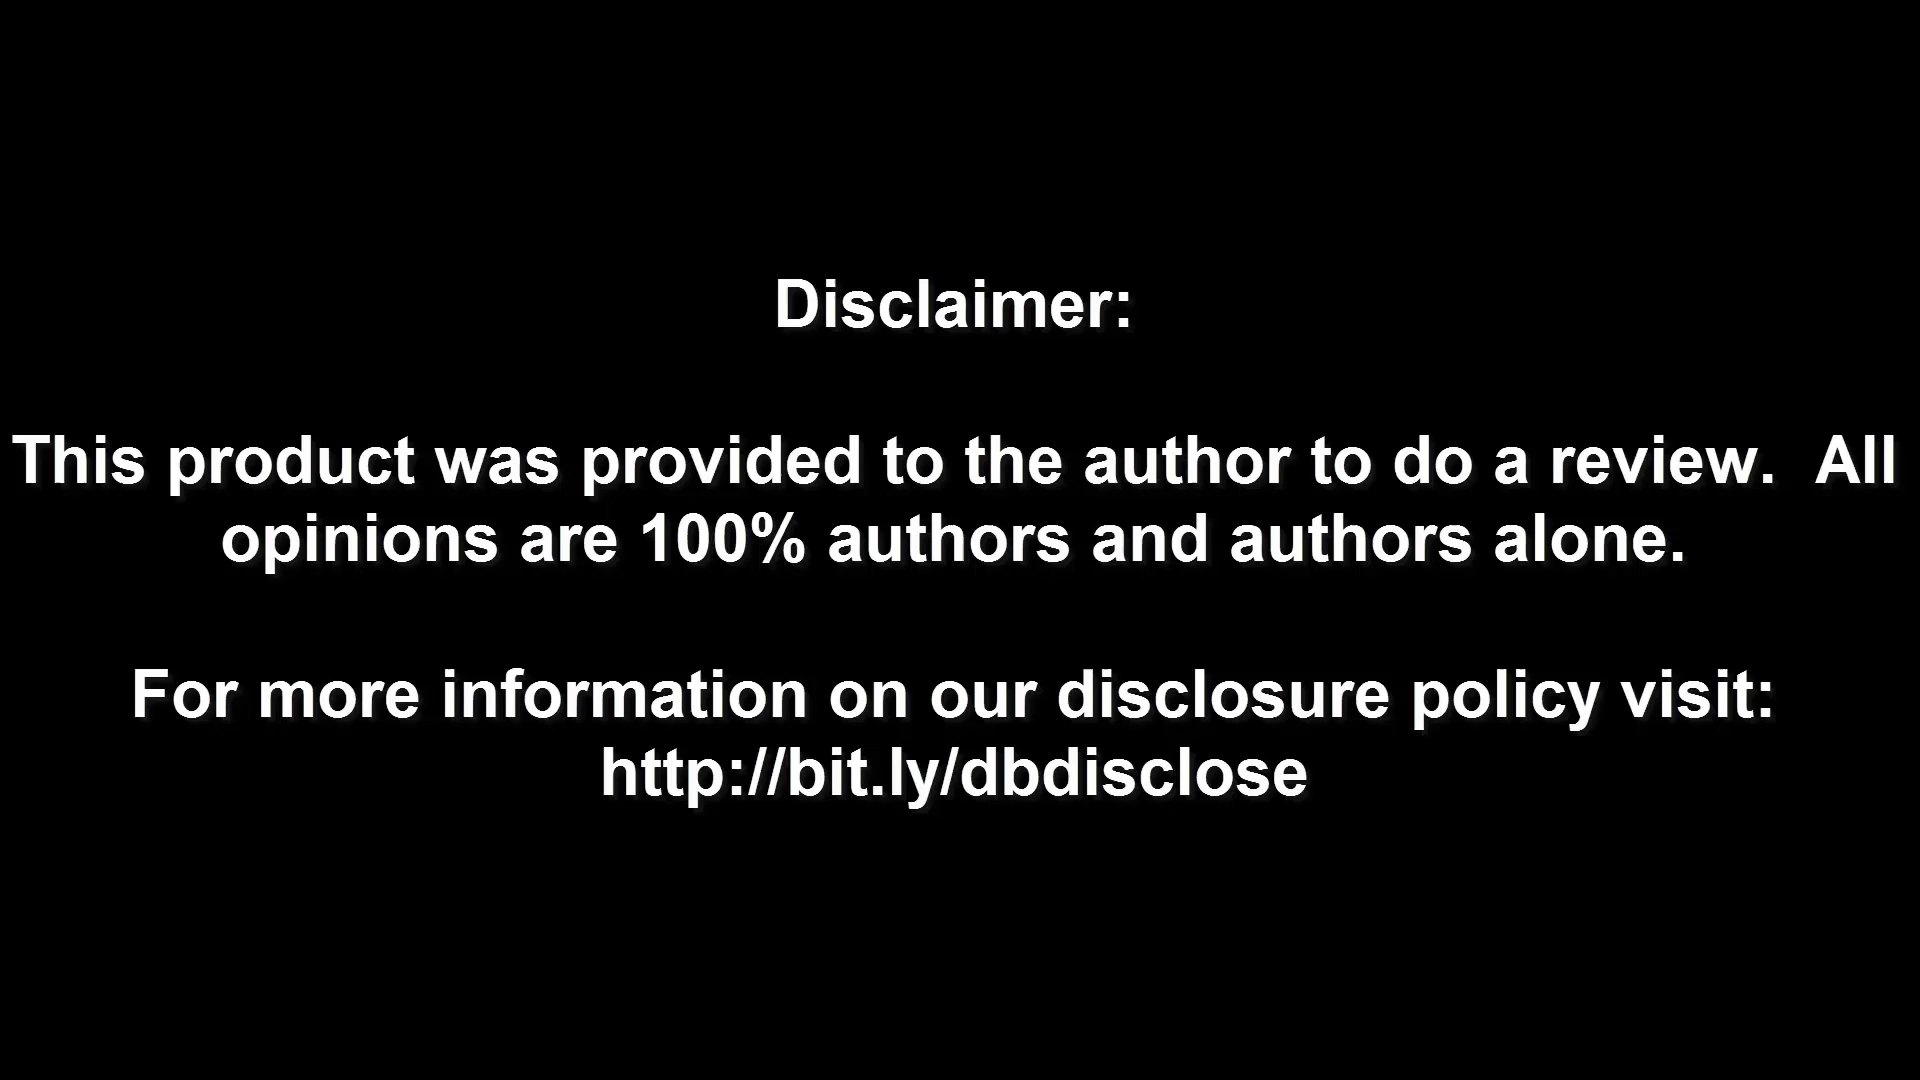 Disclaimer:
This product was provided to the author to do a review.  All
opinions are 100% authors and authors alone.
For more information on our disclosure policy visit:
http://bit.ly/dbdisclose